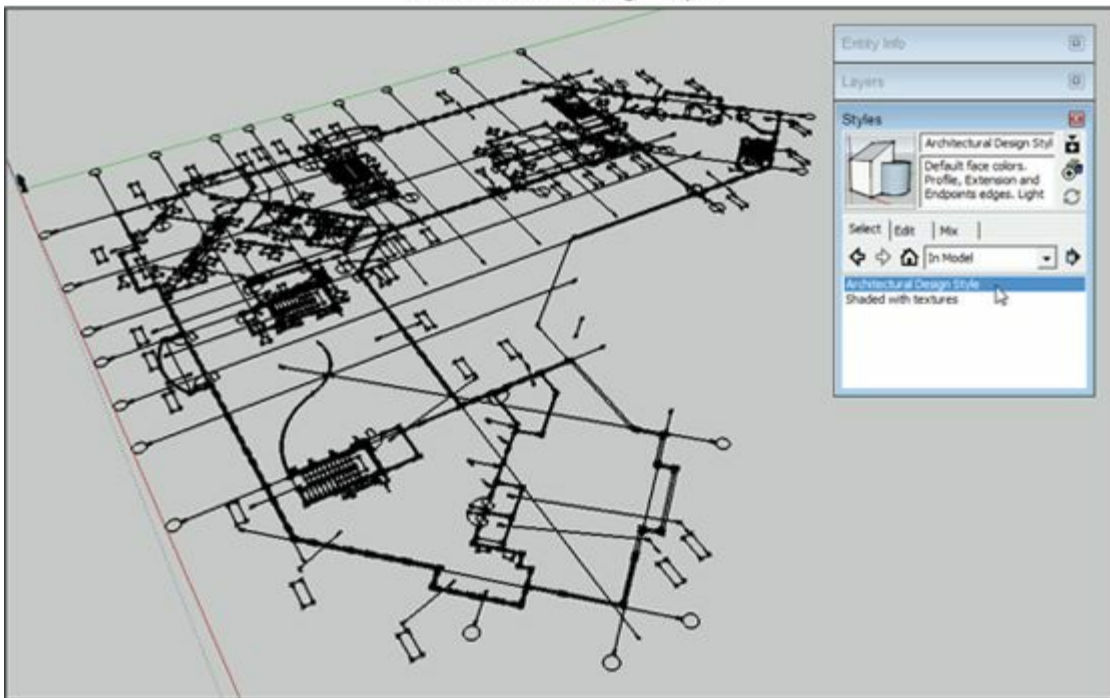 Entity Info
Layers
Styles
Architectural Design Styl
Default face colors.
Profile, Extension and
Endpoints edges. Light
Select Edit Mix
In Model
Architectural Design Style
Shaded with textures